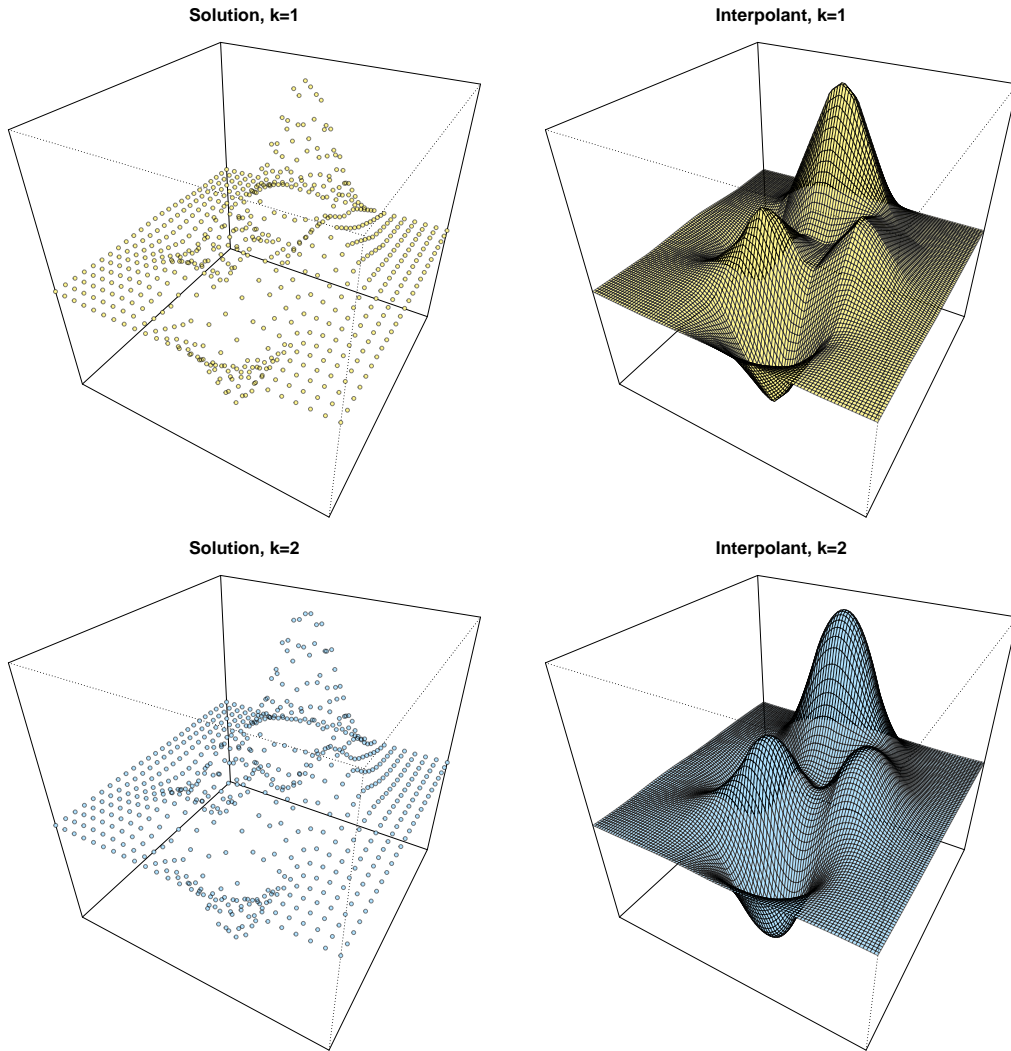 Solution, k=1
Interpolant, k=1
Solution, k=2
Interpolant, k=2